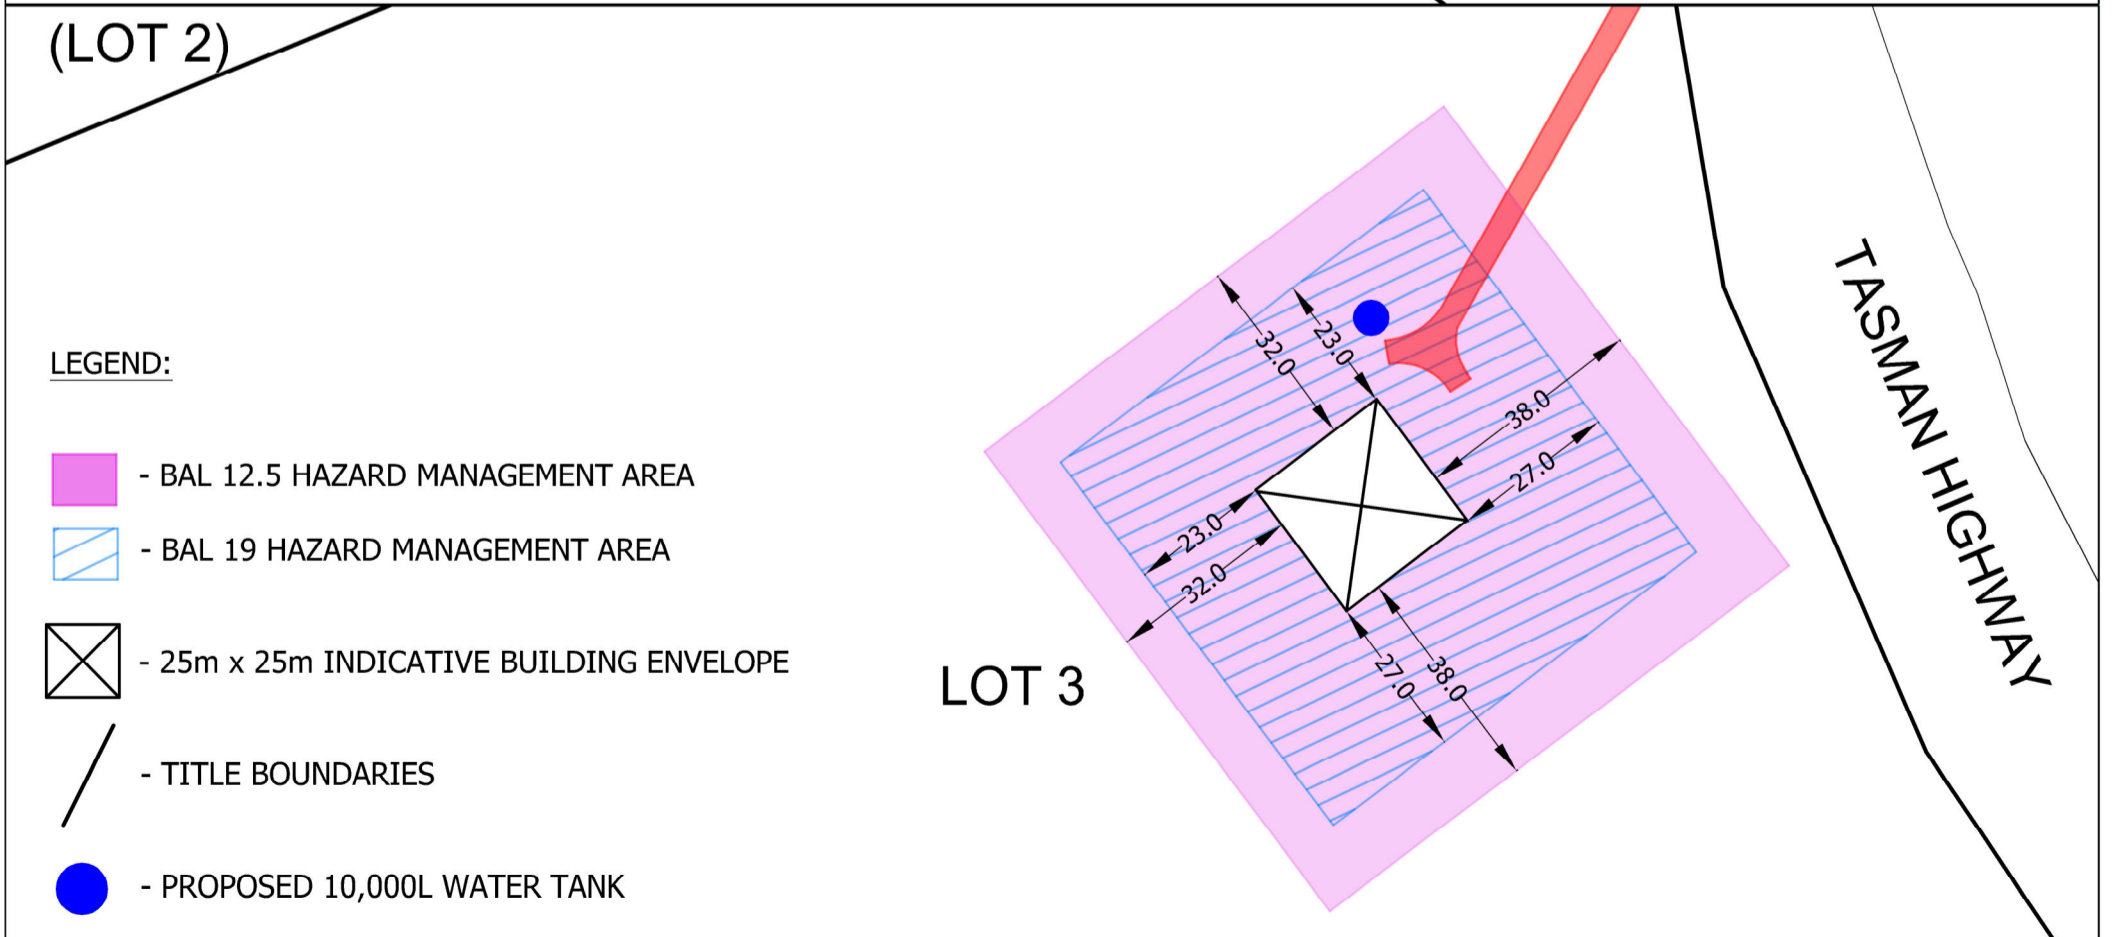 (LOT 2)
LEGEND:
- BAL 12.5 HAZARD MANAGEMENT AREA
- BAL 19 HAZARD MANAGEMENT AREA
- 25m x 25m INDICATIVE BUILDING ENVELOPE
- TITLE BOUNDARIES
- PROPOSED 10,000L WATER TANK
LOT 3
32.0
23.0
38.0
27.0
23.0
32.0
27.0
38.0
TASMAN HIGHWAY